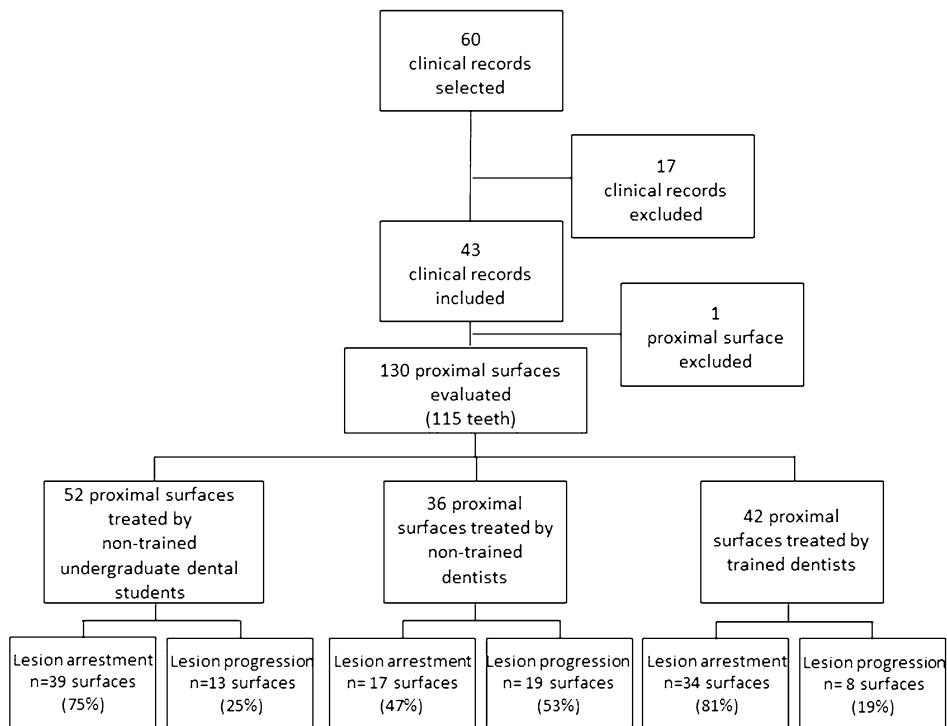 60
clinical records
selected
17
clinical records
excluded
43
clinical records
included
1
proximal surface
excluded
130 proximal surfaces
evaluated
(115 teeth)
52 proximal surfaces
treated by
non-trained
undergraduate dental
students
36 proximal
surfaces treated by
non-trained
dentists
42 proximal
surfaces treated by
trained dentists
Lesion arrestment
n=39 surfaces
(75%)
Lesion progression
n=13 surfaces
(25%)
Lesion arrestment
n= 17 surfaces
(47%)
Lesion progression
n= 19 surfaces
(53%)
Lesion arrestment
n=34 surfaces
(81%)
Lesion progression
n= 8 surfaces
(19%)